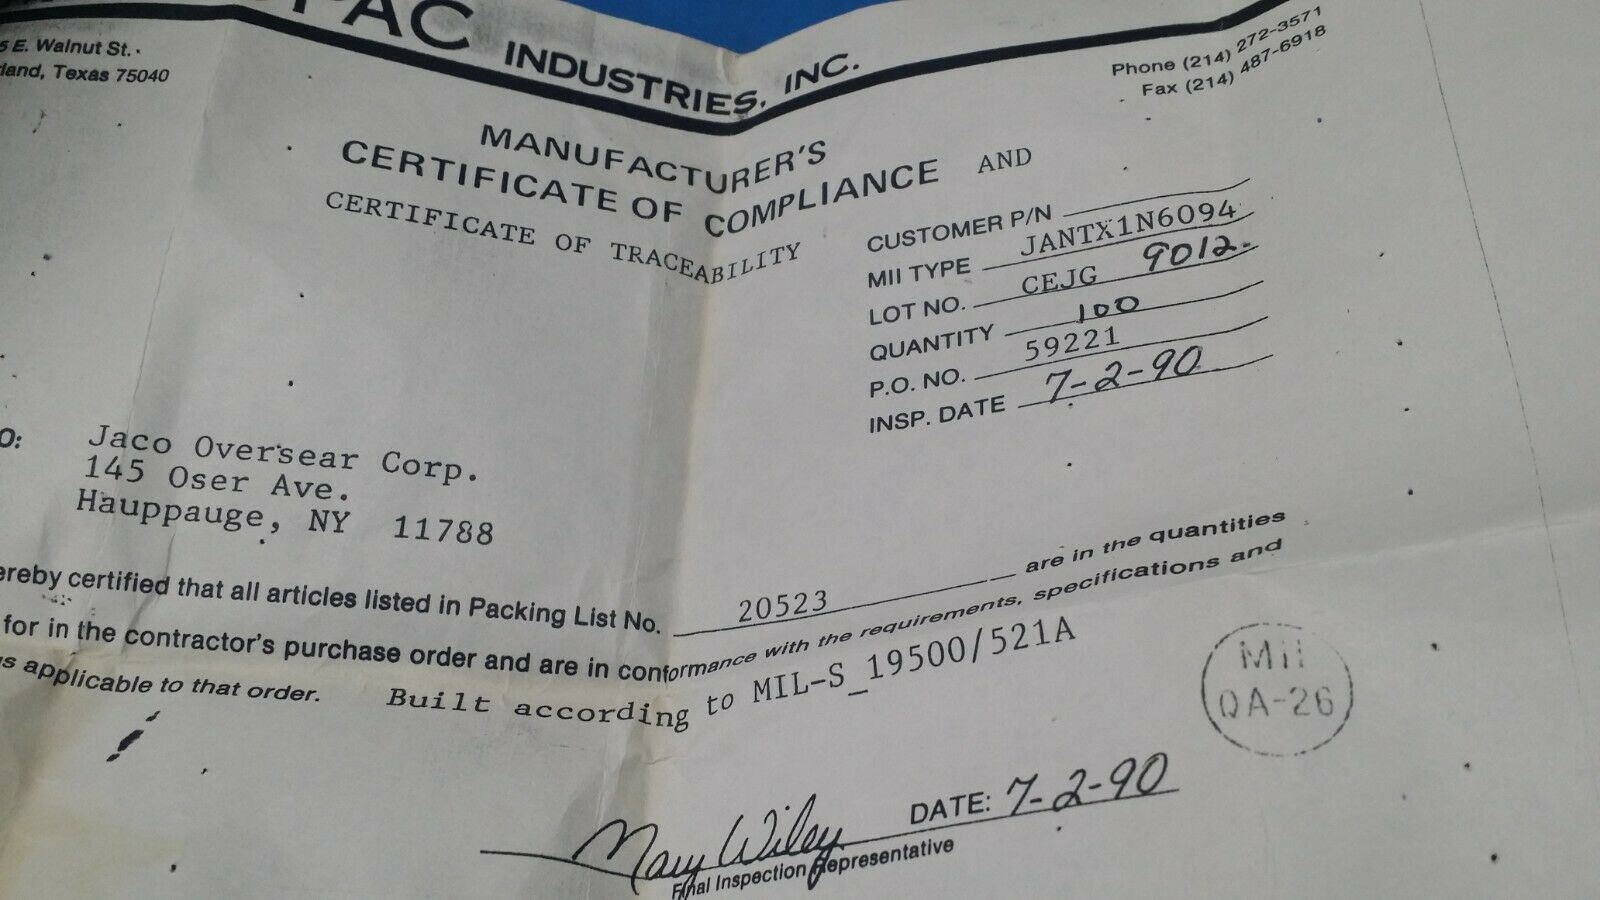 PAC INDUSTRIES, INC.
5 E. Walnut St.
land, Texas 75040
Phone (214) 272-3571
Fax (214) 487-6918
MANUFACTURER'S
CERTIFICATE OF COMPLIANCE AND
CERTIFICATE OF TRACEABILITY
CUSTOMER P/N
MII TYPE JANTX1N6094
LOT NO. CEJG 9012
QUANTITY 100
P.O. NO. 59221
INSP. DATE 7-2-90
O:
Jaco Oversear Corp.
145 Oser Ave.
Hauppauge, NY 11788
ereby certified that all articles listed in Packing List No. 20523 are in the quantities
for in the contractor's purchase order and are in conformance with the requirements, specifications and
s applicable to that order. Built according to MIL-S_19500/521A
MII
QA-26
Mary Wiley DATE: 7-2-90
Final Inspection Representative